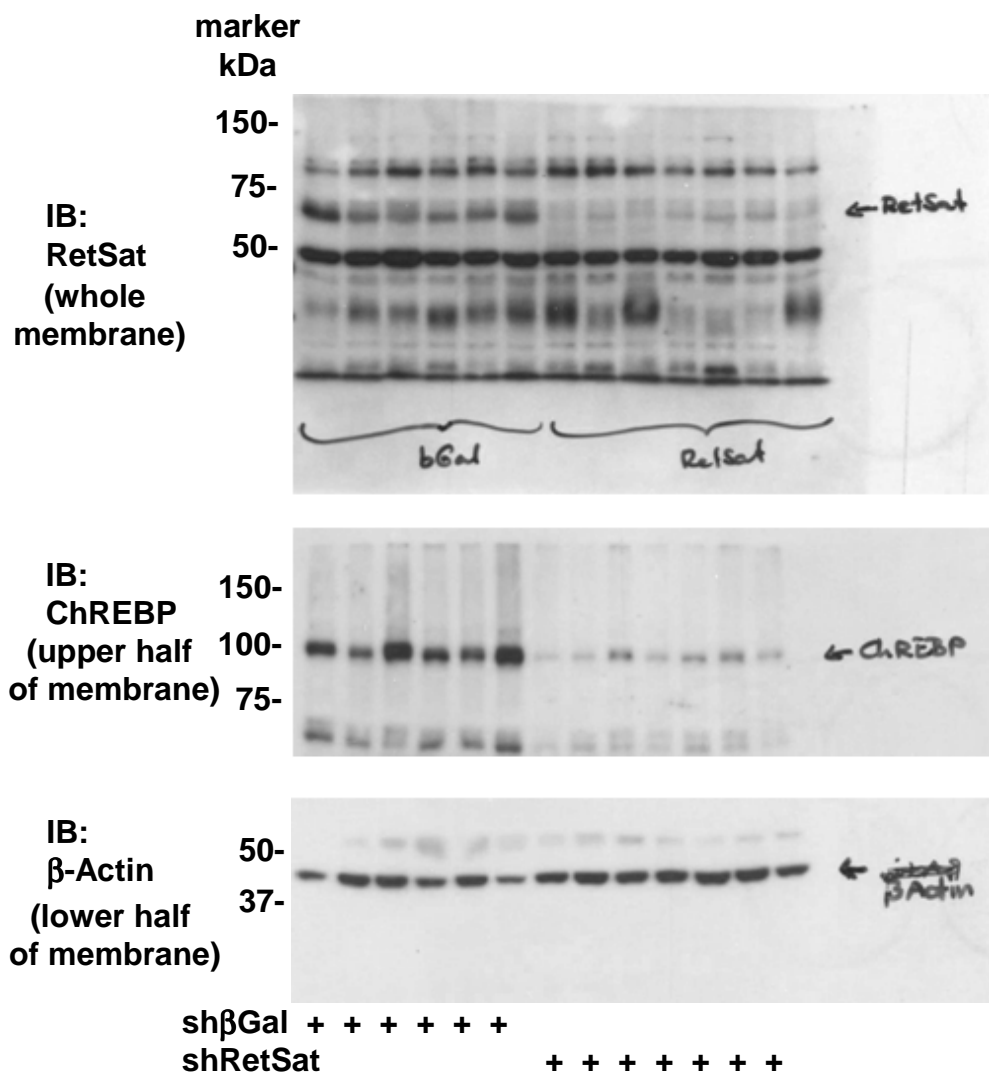 marker
kDa
150-
75-
50-
IB:
RetSat
(whole
membrane)
←RetSat
bGal RetSat
IB:
ChREBP
(upper half
of membrane)
150-
100-
75-
← ChREBP
IB:
β-Actin
(lower half
of membrane)
50-
37-
←
βActin
shβGal + + + + + +
shRetSat + + + + + + +